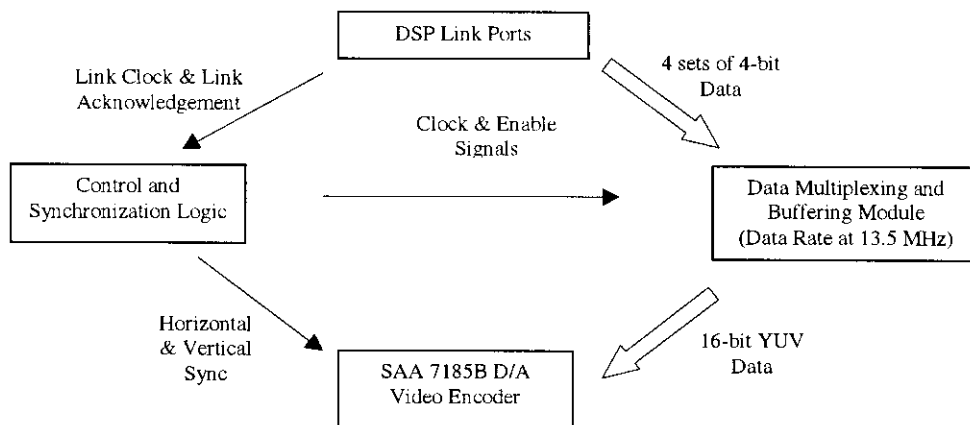 DSP Link Ports
Link Clock & Link
Acknowledgement
4 sets of 4-bit
Data
Clock & Enable
Signals
Control and
Synchronization Logic
Data Multiplexing and
Buffering Module
(Data Rate at 13.5 MHz)
Horizontal
& Vertical
Sync
16-bit YUV
Data
SAA 7185B D/A
Video Encoder